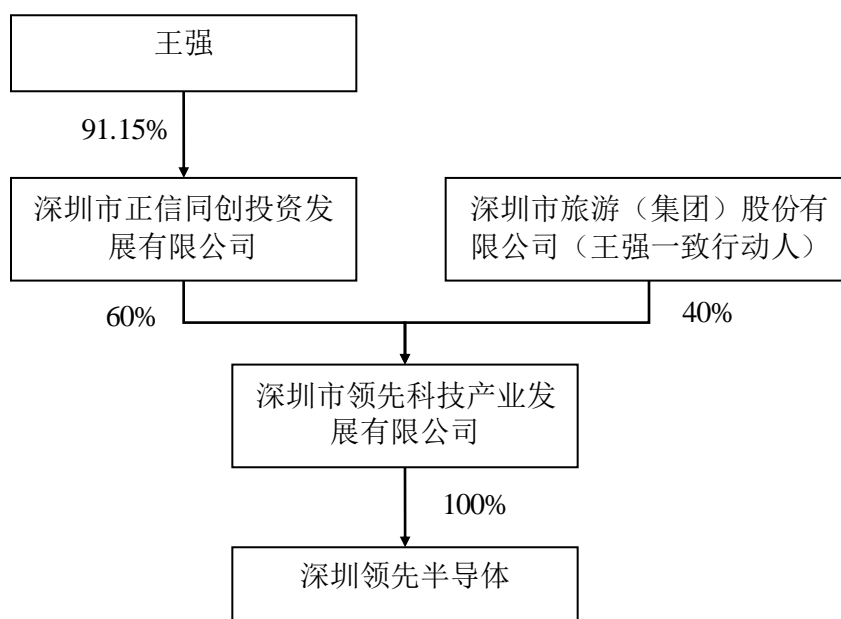 王强
91.15%
深圳市正信同创投资发
展有限公司
深圳市旅游（集团）股份有
限公司（王强一致行动人）
60%
40%
深圳市领先科技产业发
展有限公司
100%
深圳领先半导体